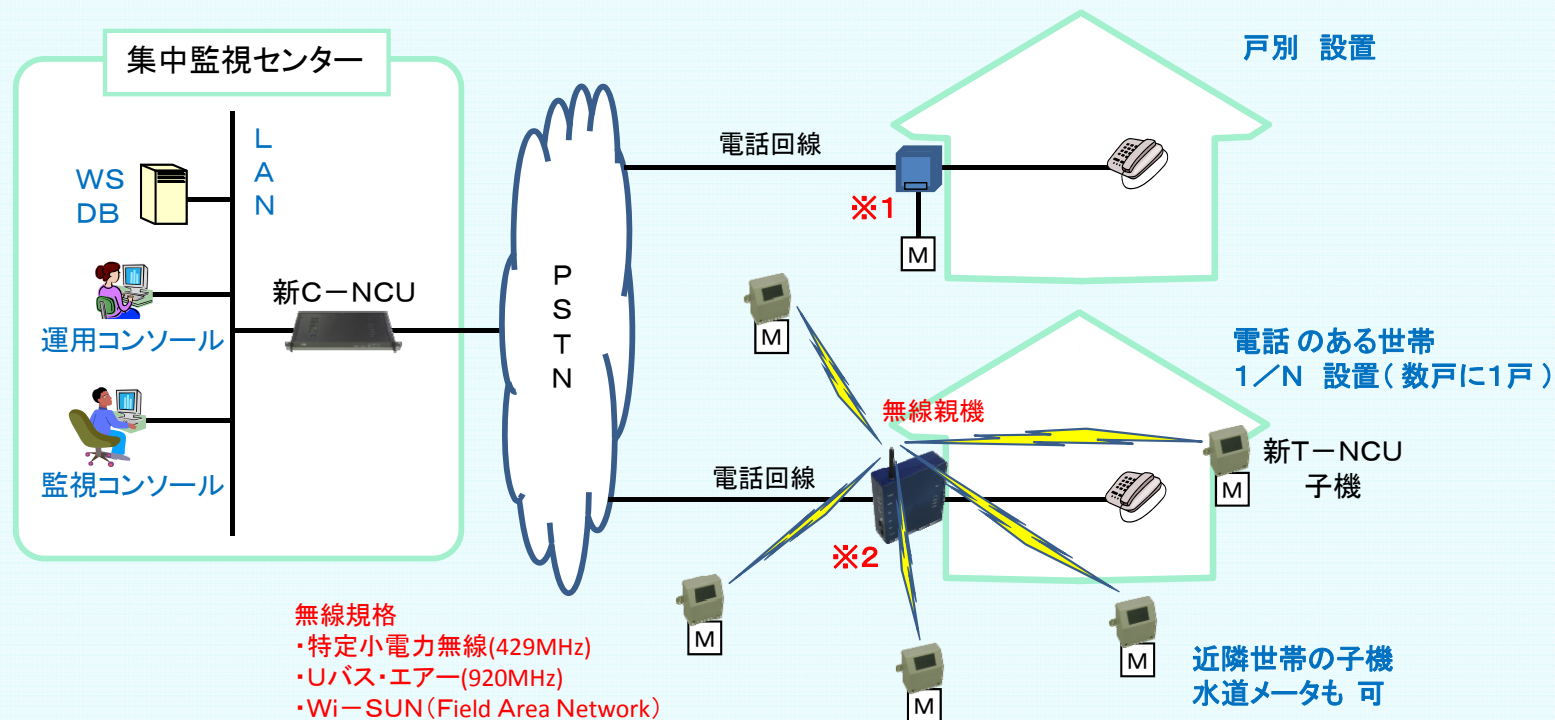 集中監視センター
WS
DB
L
A
N
運用コンソール
監視コンソール
新C－NCU
P
S
T
N
電話回線
※1
M
戸別 設置
M
無線親機
電話回線
※2
電話 のある世帯
1／N 設置( 数戸に1戸 )
新T－NCU
子機
M
M
M
M
近隣世帯の子機
水道メータも 可
無線規格
・特定小電力無線(429MHz)
・Uバス・エアー(920MHz)
・Wi－SUN(Field Area Network)